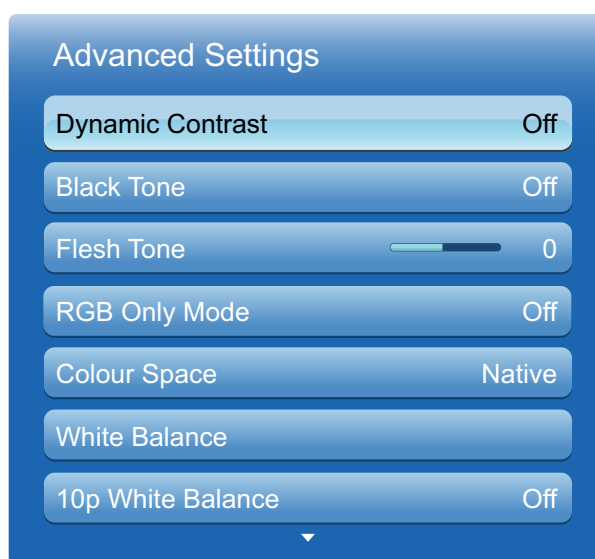 Advanced Settings
Dynamic Contrast Off
Black Tone Off
Flesh Tone 0
RGB Only Mode Off
Colour Space Native
White Balance
10p White Balance Off